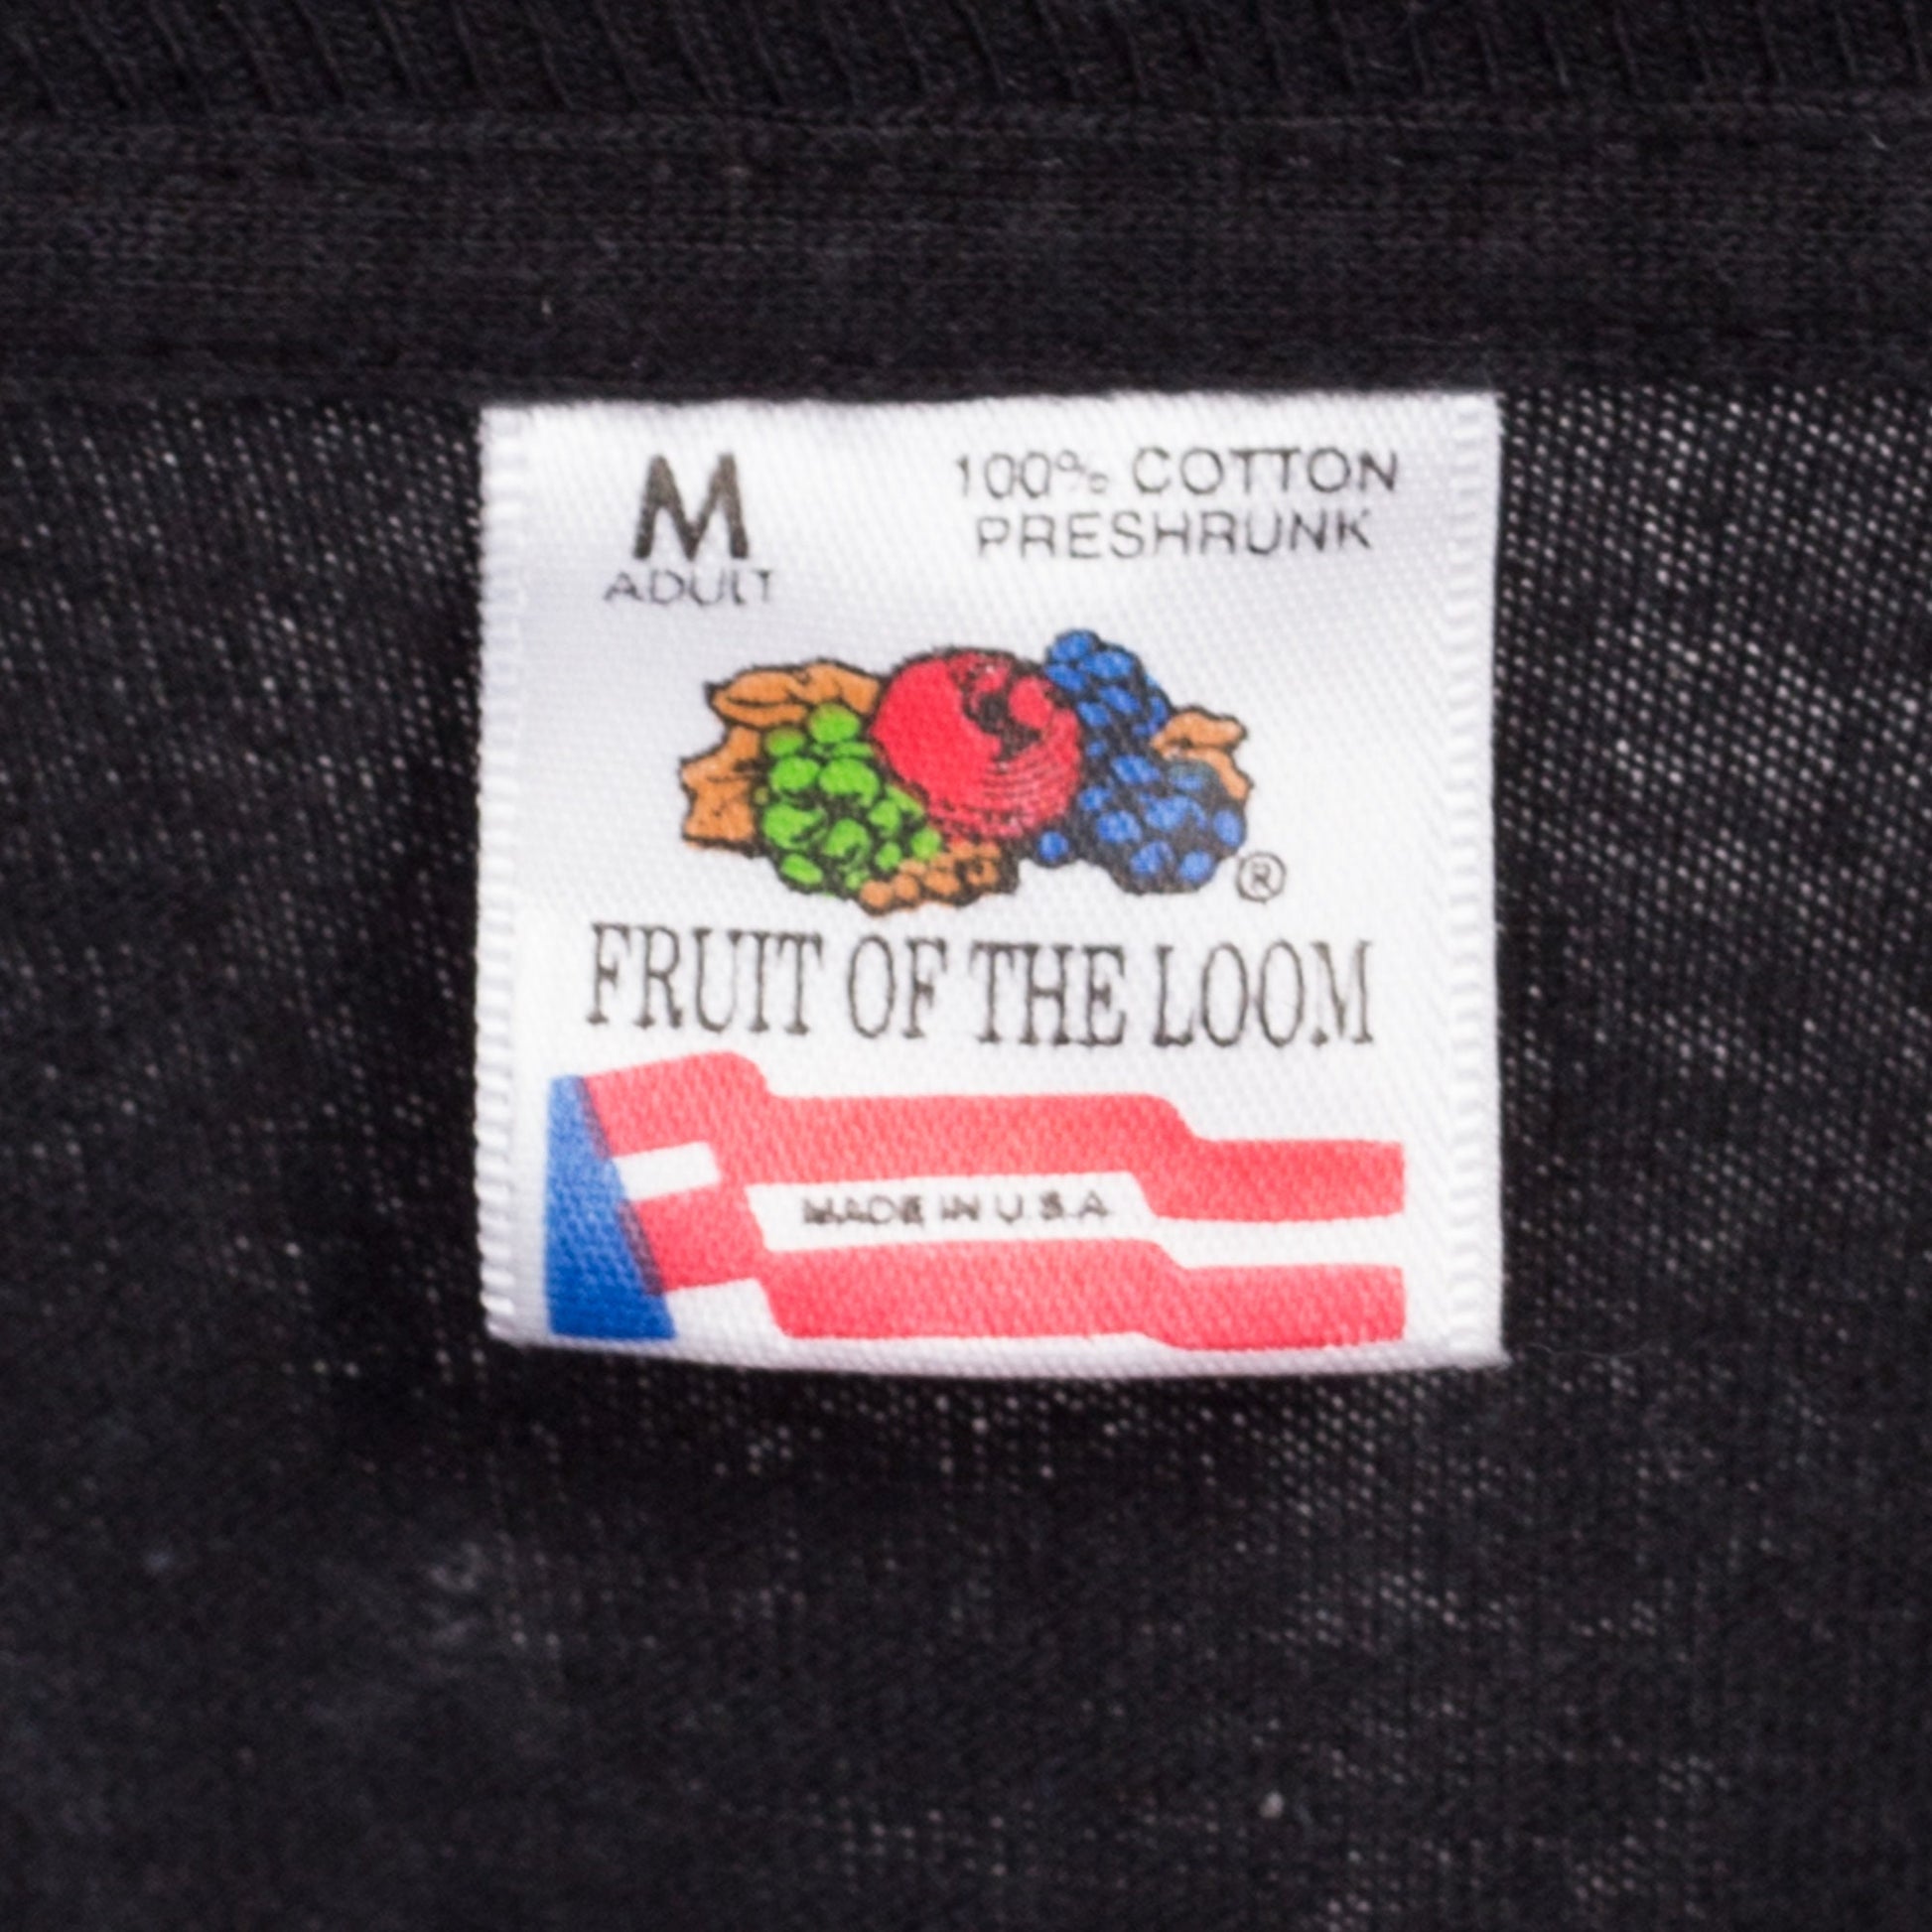 M
ADULT
100% COTTON
PRESHRUNK
®
FRUIT OF THE LOOM
MADE IN U.S.A.